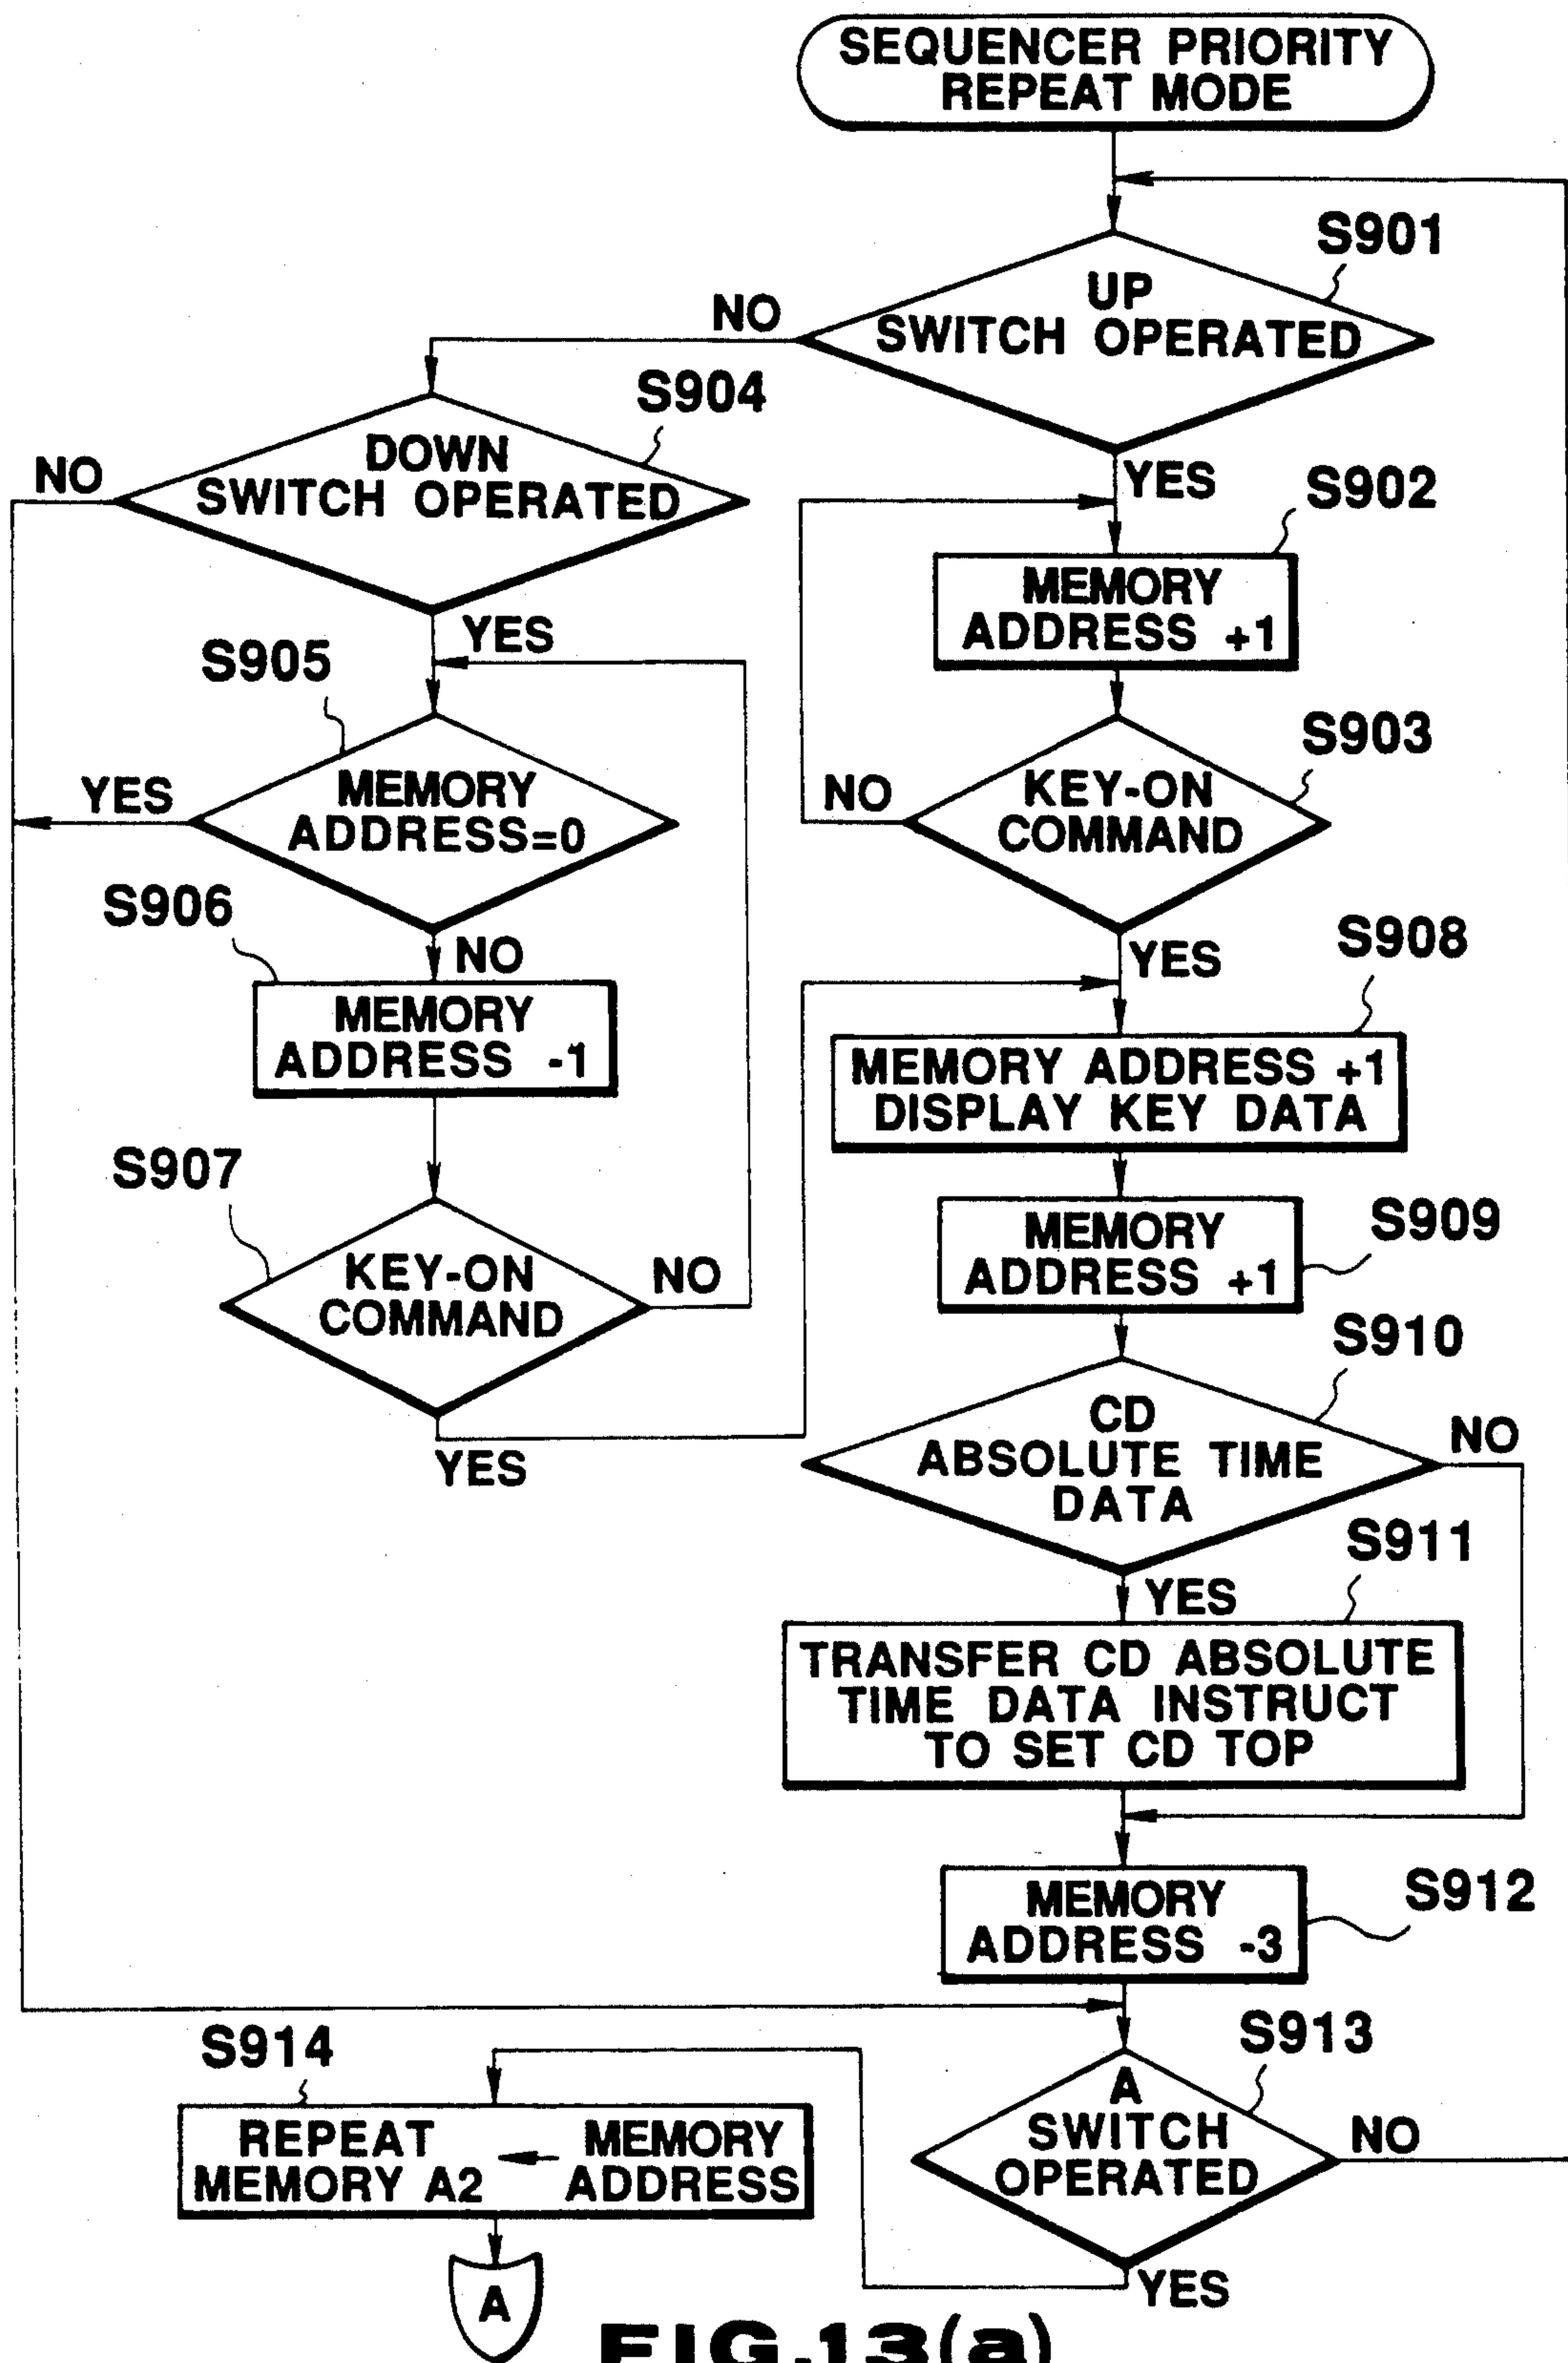 SEQUENCER PRIORITY
REPEAT MODE
S901
UP
SWITCH OPERATED
NO
YES
S904
DOWN
SWITCH OPERATED
NO
YES
S902
MEMORY
ADDRESS +1
S905
MEMORY
ADDRESS=0
YES
NO
S903
KEY-ON
COMMAND
NO
YES
S906
MEMORY
ADDRESS -1
S908
MEMORY ADDRESS +1
DISPLAY KEY DATA
S907
KEY-ON
COMMAND
NO
YES
S909
MEMORY
ADDRESS +1
S910
CD
ABSOLUTE TIME
DATA
NO
YES
S911
TRANSFER CD ABSOLUTE
TIME DATA INSTRUCT
TO SET CD TOP
S912
MEMORY
ADDRESS -3
S913
A
SWITCH
OPERATED
NO
YES
S914
REPEAT MEMORY
MEMORY A2 ← ADDRESS
A
FIG.13(a)